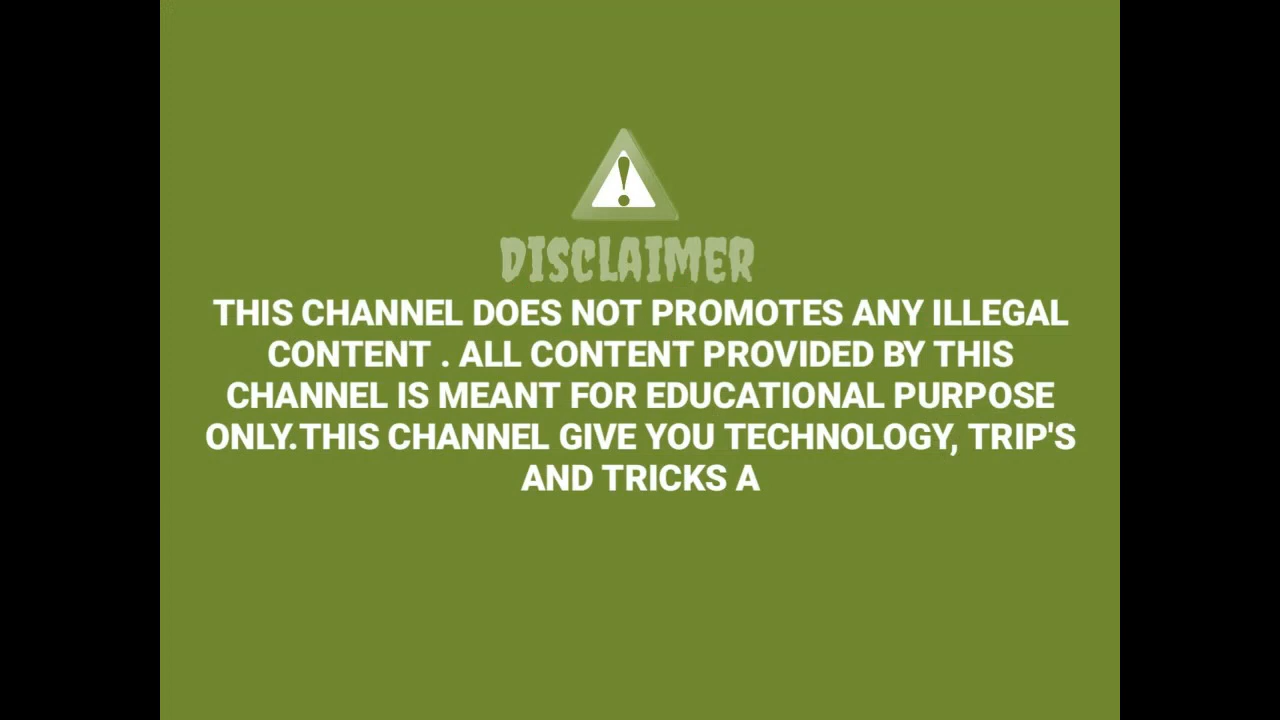 DISCLAIMER
THIS CHANNEL DOES NOT PROMOTES ANY ILLEGAL
CONTENT . ALL CONTENT PROVIDED BY THIS
CHANNEL IS MEANT FOR EDUCATIONAL PURPOSE
ONLY.THIS CHANNEL GIVE YOU TECHNOLOGY, TRIP'S
AND TRICKS A